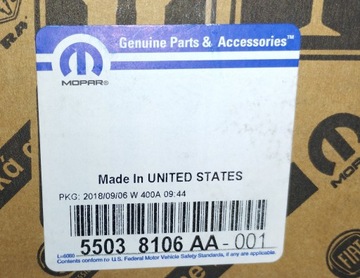 Genuine Parts & Accessories™
MOPAR®
Made In UNITED STATES
PKG: 2018/09/06 W 400A 09:44
5503 8106 AA-001
Contents conform to U.S. Federal Motor Vehicle Safety Standards, if any are applicable.